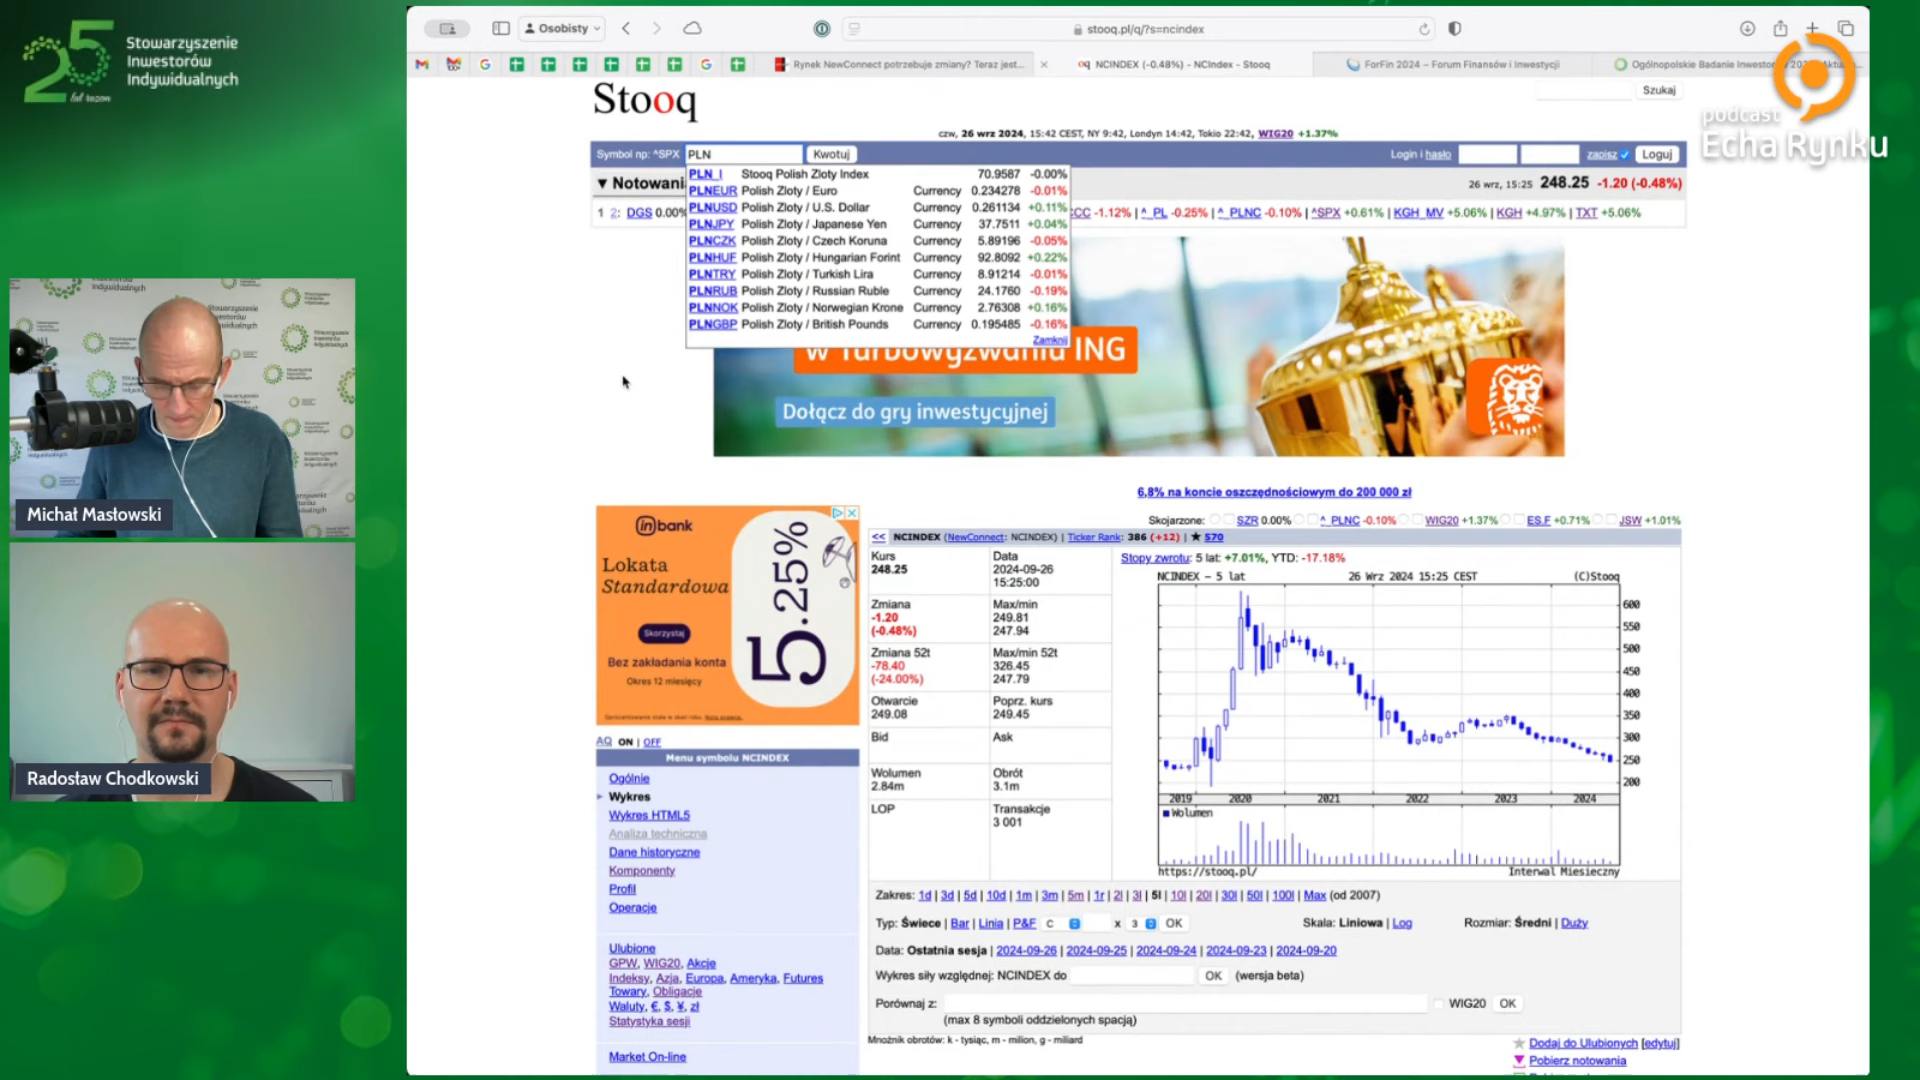 25 Stowarzyszenie
Inwestorów
Indywidualnych
lat razem
podcast
Echa Rynku
Michał Masłowski
Radosław Chodkowski
Osobisty
stooq.pl/q/?s=ncindex
Rynek NewConnect potrzebuje zmiany? Teraz jest...
NCINDEX (-0.48%) - NCIndex - Stooq
ForFin 2024 – Forum Finansów i Inwestycji
Stooq
Szukaj
czw, 26 wrz 2024, 15:42 CEST, NY 9:42, Londyn 14:42, Tokio 22:42, WIG20 +1.37%
Symbol np: ^SPX PLN Kwotuj
Login i hasło zapisz Loguj
PLN_I Stooq Polish Zloty Index 70.9587 -0.00%
PLNEUR Polish Zloty / Euro Currency 0.234278 -0.01%
PLNUSD Polish Zloty / U.S. Dollar Currency 0.261134 +0.11%
PLNJPY Polish Zloty / Japanese Yen Currency 37.7511 +0.04%
PLNCZK Polish Zloty / Czech Koruna Currency 5.89196 -0.05%
PLNHUF Polish Zloty / Hungarian Forint Currency 92.8092 +0.22%
PLNTRY Polish Zloty / Turkish Lira Currency 8.91214 -0.01%
PLNRUB Polish Zloty / Russian Ruble Currency 24.1760 -0.19%
PLNNOK Polish Zloty / Norwegian Krone Currency 2.76308 +0.16%
PLNGBP Polish Zloty / British Pounds Currency 0.195485 -0.16%
Zamknij
▼ Notowani
26 wrz, 15:25 248.25 -1.20 (-0.48%)
1 2: DGS 0.00%
CCC -1.12% | ^_PL -0.25% | ^_PLNC -0.10% | ^SPX +0.61% | KGH_MV +5.06% | KGH +4.97% | TXT +5.06%
w Turbowyzwaniu ING
Dołącz do gry inwestycyjnej
6,8% na koncie oszczędnościowym do 200 000 zł
Skojarzone: SZR 0.00% ^_PLNC -0.10% WIG20 +1.37% ES.F +0.71% JSW +1.01%
inbank
Lokata
Standardowa
5.25%
Skorzystaj
Bez zakładania konta
Okres 12 miesięcy
<< NCINDEX (NewConnect: NCINDEX) | Ticker Rank: 386 (+12) | ★ 570
Kurs
248.25
Data
2024-09-26
15:25:00
Zmiana
-1.20
(-0.48%)
Max/min
249.81
247.94
Zmiana 52t
-78.40
(-24.00%)
Max/min 52t
326.45
247.79
Otwarcie
249.08
Poprz. kurs
249.45
Bid
Ask
Wolumen
2.84m
Obrót
3.1m
LOP
Transakcje
3 001
Stopy zwrotu: 5 lat: +7.01%, YTD: -17.18%
NCINDEX – 5 lat 26 Wrz 2024 15:25 CEST (C)Stooq
600
550
500
450
400
350
300
250
200
2019 2020 2021 2022 2023 2024
Wolumen
https://stooq.pl/ Interwal Miesieczny
AQ ON | OFF
Menu symbolu NCINDEX
Ogólnie
Wykres
Wykres HTML5
Analiza techniczna
Dane historyczne
Komponenty
Profil
Operacje
Ulubione
GPW, WIG20, Akcje
Indeksy, Azja, Europa, Ameryka, Futures
Towary, Obligacje
Waluty, €, $, ¥, zł
Statystyka sesji
Market On-line
Zakres: 1d | 3d | 5d | 10d | 1m | 3m | 5m | 1r | 2l | 3l | 5l | 10l | 20l | 30l | 50l | 100l | Max (od 2007)
Typ: Świece | Bar | Linia | P&F C x 3 OK
Skala: Liniowa | Log Rozmiar: Średni | Duży
Data: Ostatnia sesja | 2024-09-26 | 2024-09-25 | 2024-09-24 | 2024-09-23 | 2024-09-20
Wykres siły względnej: NCINDEX do OK (wersja beta)
Porównaj z: WIG20 OK
(max 8 symboli oddzielonych spacją)
Mnożnik obrotów: k - tysiąc, m - milion, g - miliard
Dodaj do Ulubionych [edytuj]
Pobierz notowania